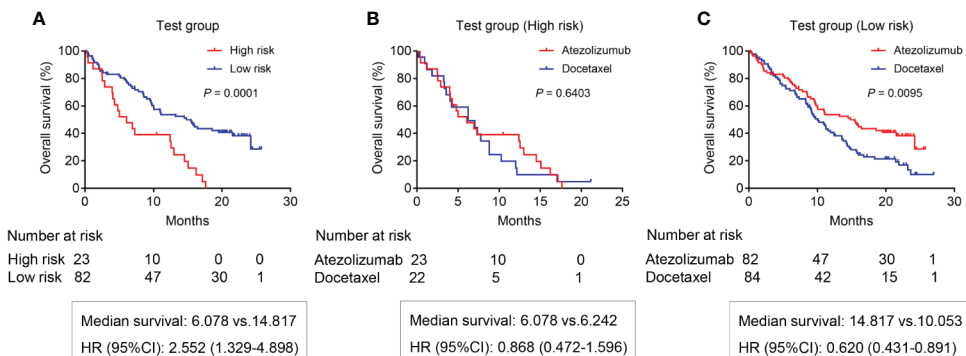 A
Test group
High risk
Low risk
P = 0.0001
Overall survival (%)
100
80
60
40
20
0
0 10 20 30
Months
Number at risk
High risk 23 10 0 0
Low risk 82 47 30 1
Median survival: 6.078 vs.14.817
HR (95%CI): 2.552 (1.329-4.898)
B
Test group (High risk)
Atezolizumub
Docetaxel
P = 0.6403
Overall survival (%)
100
80
60
40
20
0
0 5 10 15 20 25
Months
Number at risk
Atezolizumab 23 10 0
Docetaxel 22 5 1
Median survival: 6.078 vs.6.242
HR (95%CI): 0.868 (0.472-1.596)
C
Test group (Low risk)
Atezolizumub
Docetaxel
P = 0.0095
Overall survival (%)
100
80
60
40
20
0
0 10 20 30
Months
Number at risk
Atezolizumab 82 47 30 1
Docetaxel 84 42 15 1
Median survival: 14.817 vs.10.053
HR (95%CI): 0.620 (0.431-0.891)